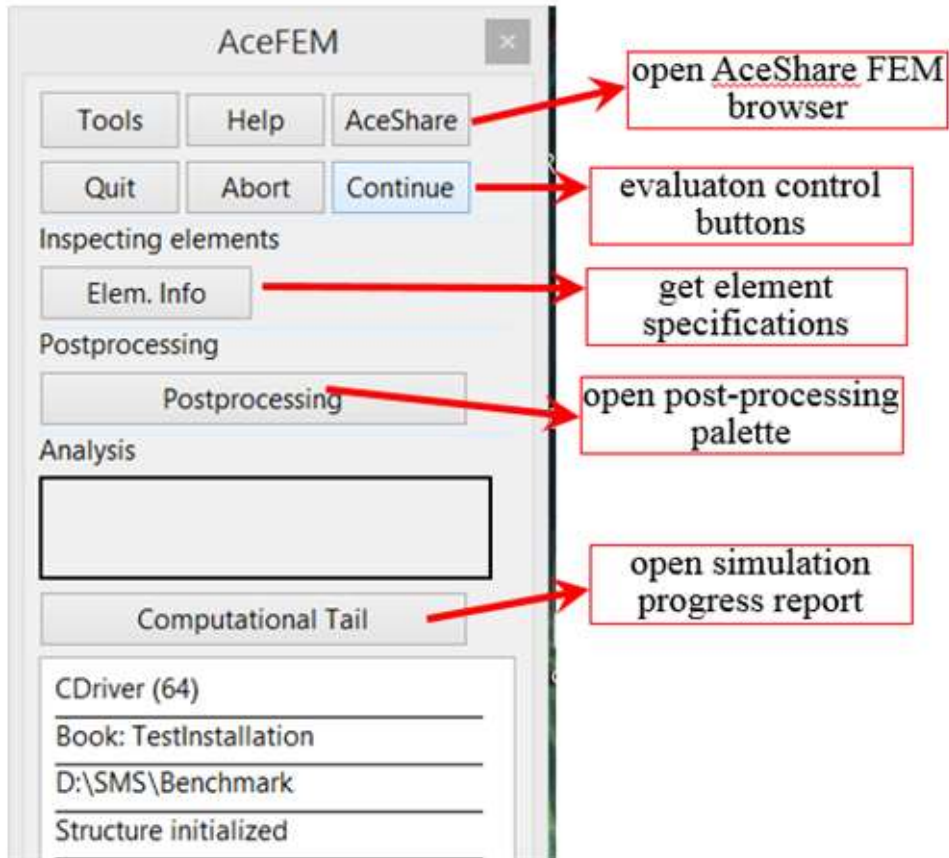 AceFEM
×
Tools Help AceShare
open AceShare FEM
browser
Quit Abort Continue
evaluaton control
buttons
Inspecting elements
Elem. Info
get element
specifications
Postprocessing
Postprocessing
open post-processing
palette
Analysis
open simulation
progress report
Computational Tail
CDriver (64)
Book: TestInstallation
D:\SMS\Benchmark
Structure initialized